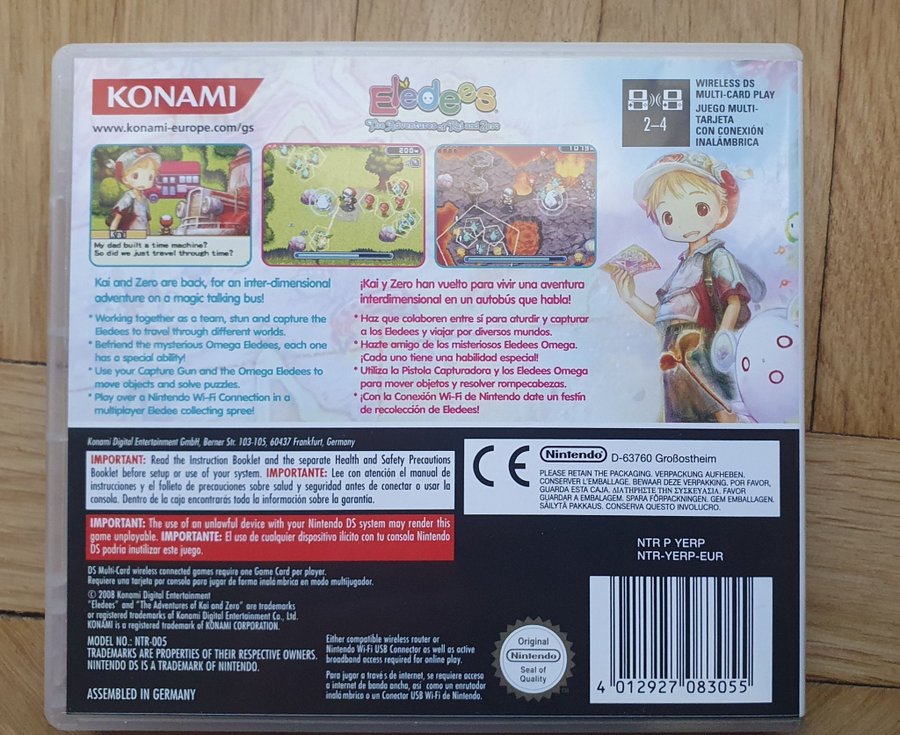 KONAMI
www.konami-europe.com/gs
Eledees
The Adventures of Kai and Zero
2-4
WIRELESS DS
MULTI-CARD PLAY
JUEGO MULTI-
TARJETA
CON CONEXIÓN
INALÁMBRICA
Kai
My dad built a time machine?
So did we just travel through time?
200w
1079w
Kai and Zero are back, for an inter-dimensional
adventure on a magic talking bus!
* Working together as a team, stun and capture the
Eledees to travel through different worlds.
* Befriend the mysterious Omega Eledees, each one
has a special ability!
* Use your Capture Gun and the Omega Eledees to
move objects and solve puzzles.
* Play over a Nintendo Wi-Fi Connection in a
multiplayer Eledee collecting spree!
¡Kai y Zero han vuelto para vivir una aventura
interdimensional en un autobús que habla!
* Haz que colaboren entre sí para aturdir y capturar
a los Eledees y viajar por diversos mundos.
* Hazte amigo de los misteriosos Eledees Omega.
¡Cada uno tiene una habilidad especial!
* Utiliza la Pistola Capturadora y los Eledees Omega
para mover objetos y resolver rompecabezas.
* ¡Con la Conexión Wi-Fi de Nintendo date un festín
de recolección de Eledees!
Konami Digital Entertainment GmbH, Berner Str. 103-105, 60437 Frankfurt, Germany
IMPORTANT: Read the Instruction Booklet and the separate Health and Safety Precautions
Booklet before setup or use of your system. IMPORTANTE: Lee con atención el manual de
instrucciones y el folleto de precauciones sobre salud y seguridad antes de conectar o usar la
consola. Dentro de la caja encontrarás toda la información sobre la garantía.
IMPORTANT: The use of an unlawful device with your Nintendo DS system may render this
game unplayable. IMPORTANTE: El uso de cualquier dispositivo ilícito con tu consola Nintendo
DS podría inutilizar este juego.
DS Multi-Card wireless connected games require one Game Card per player.
Requiere una tarjeta por consola para jugar de forma inalámbrica en modo multijugador.
© 2008 Konami Digital Entertainment
"Eledees" and "The Adventures of Kai and Zero" are trademarks
or registered trademarks of Konami Digital Entertainment Co., Ltd.
KONAMI is a registered trademark of KONAMI CORPORATION.
MODEL NO.: NTR-005
TRADEMARKS ARE PROPERTY OF THEIR RESPECTIVE OWNERS.
NINTENDO DS IS A TRADEMARK OF NINTENDO.
ASSEMBLED IN GERMANY
Either compatible wireless router or
Nintendo Wi-Fi USB Connector as well as active
broadband access required for online play.
Para jugar a través de internet, se requiere acceso
a internet de banda ancha, así como un enrutador
inalámbrico o un Conector USB Wi-Fi de Nintendo.
CE
Nintendo D-63760 Großostheim
PLEASE RETAIN THE PACKAGING. VERPACKUNG AUFHEBEN.
CONSERVER L'EMBALLAGE. BEWAAR DEZE VERPAKKING. POR FAVOR,
GUARDA ESTA CAJA. ΔΙΑΤΗΡΗΣΤΕ ΤΗΝ ΣΥΣΚΕΥΑΣΙΑ. FAVOR
GUARDAR A EMBALAGEM. SPARA FÖRPACKNINGEN. GEM EMBALLAGEN.
SÄILYTÄ PAKKAUS. CONSERVA QUESTO INVOLUCRO.
NTR P YERP
NTR-YERP-EUR
Original
Nintendo
Seal of
Quality
TM
4 012927 083055